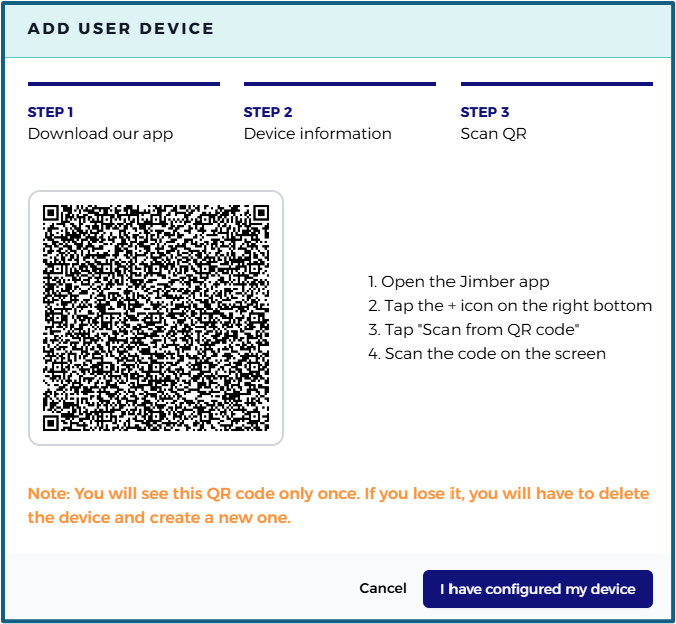 ADD USER DEVICE
STEP 1
Download our app
STEP 2
Device information
STEP 3
Scan QR
1. Open the Jimber app
2. Tap the + icon on the right bottom
3. Tap "Scan from QR code"
4. Scan the code on the screen
Note: You will see this QR code only once. If you lose it, you will have to delete
the device and create a new one.
Cancel
I have configured my device